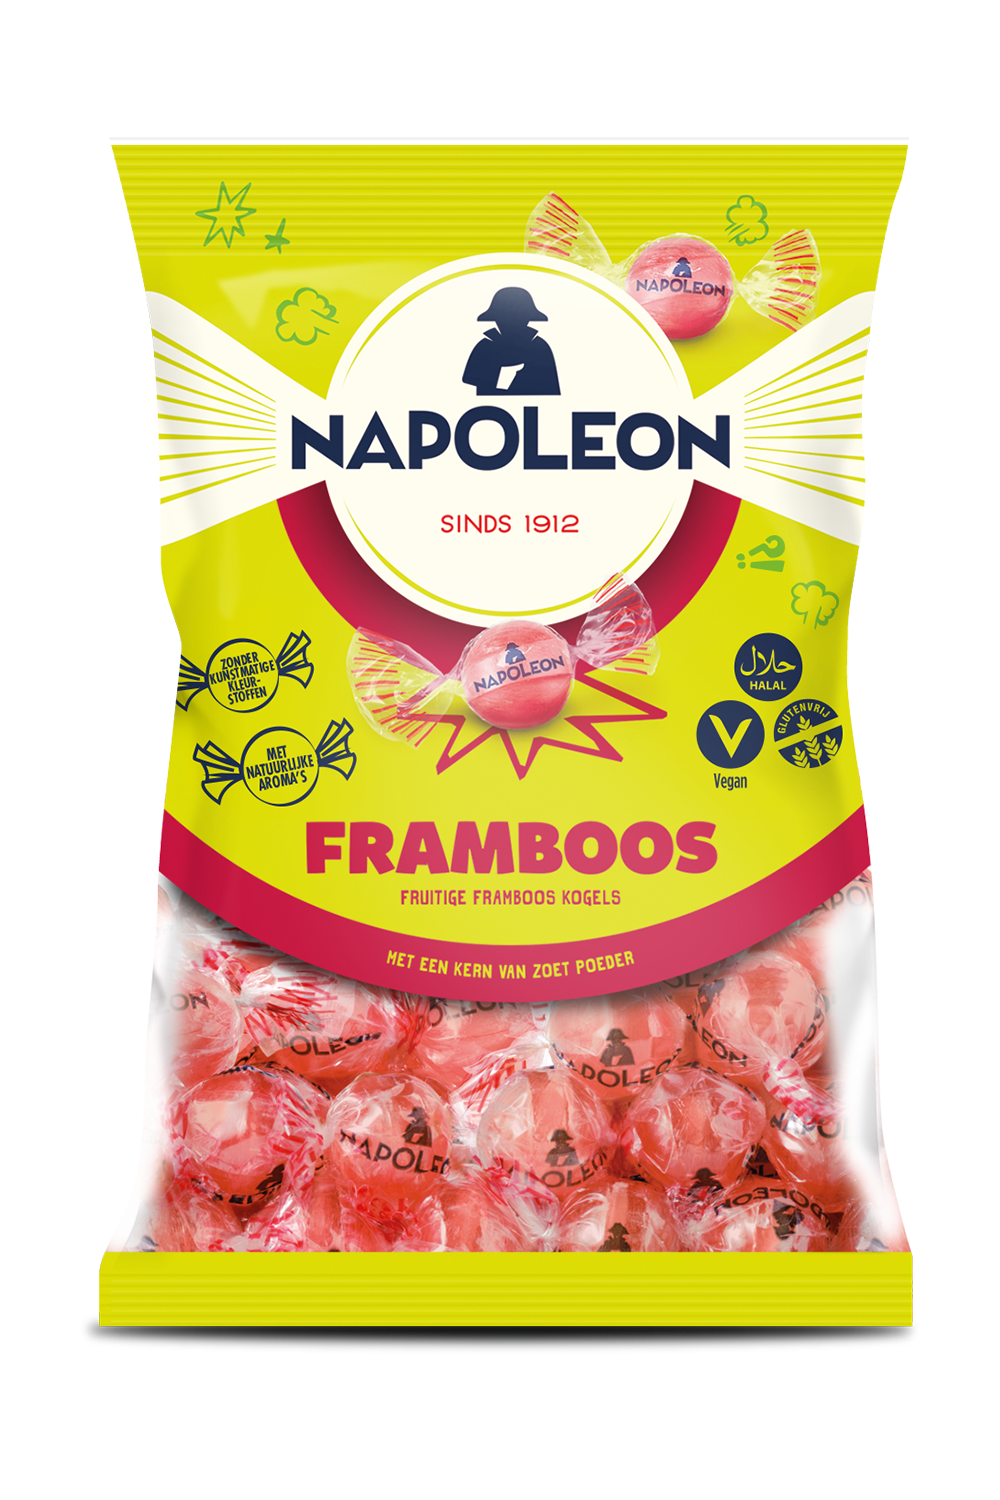 NAPOLEON
NAPOLEON
SINDS 1912
NAPOLEON
ZONDER
KUNSTMATIGE
KLEUR-
STOFFEN
MET
NATUURLIJKE
AROMA'S
حلال
HALAL
GLUTENVRIJ
V
Vegan
FRAMBOOS
FRUITIGE FRAMBOOS KOGELS
MET EEN KERN VAN ZOET POEDER
NAPOLEON